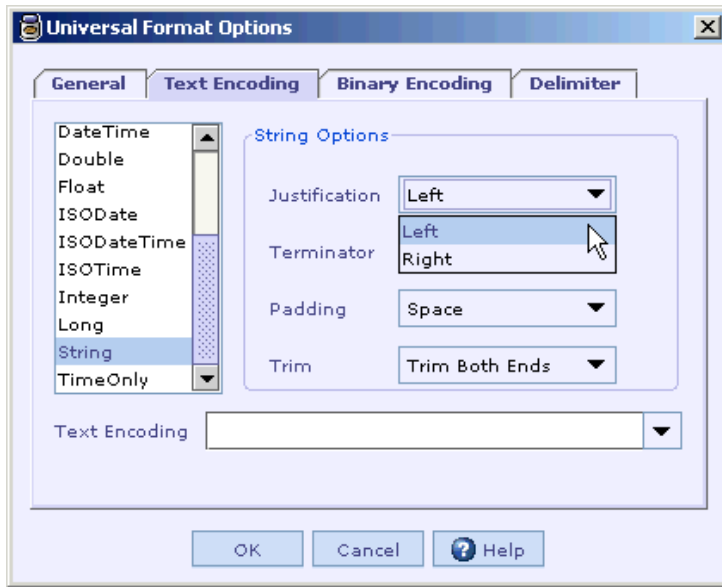 Universal Format Options
General Text Encoding Binary Encoding Delimiter
DateTime
Double
Float
ISODate
ISODateTime
ISOTime
Integer
Long
String
TimeOnly
String Options
Justification Left
Left
Right
Terminator
Padding Space
Trim Trim Both Ends
Text Encoding
OK Cancel ? Help